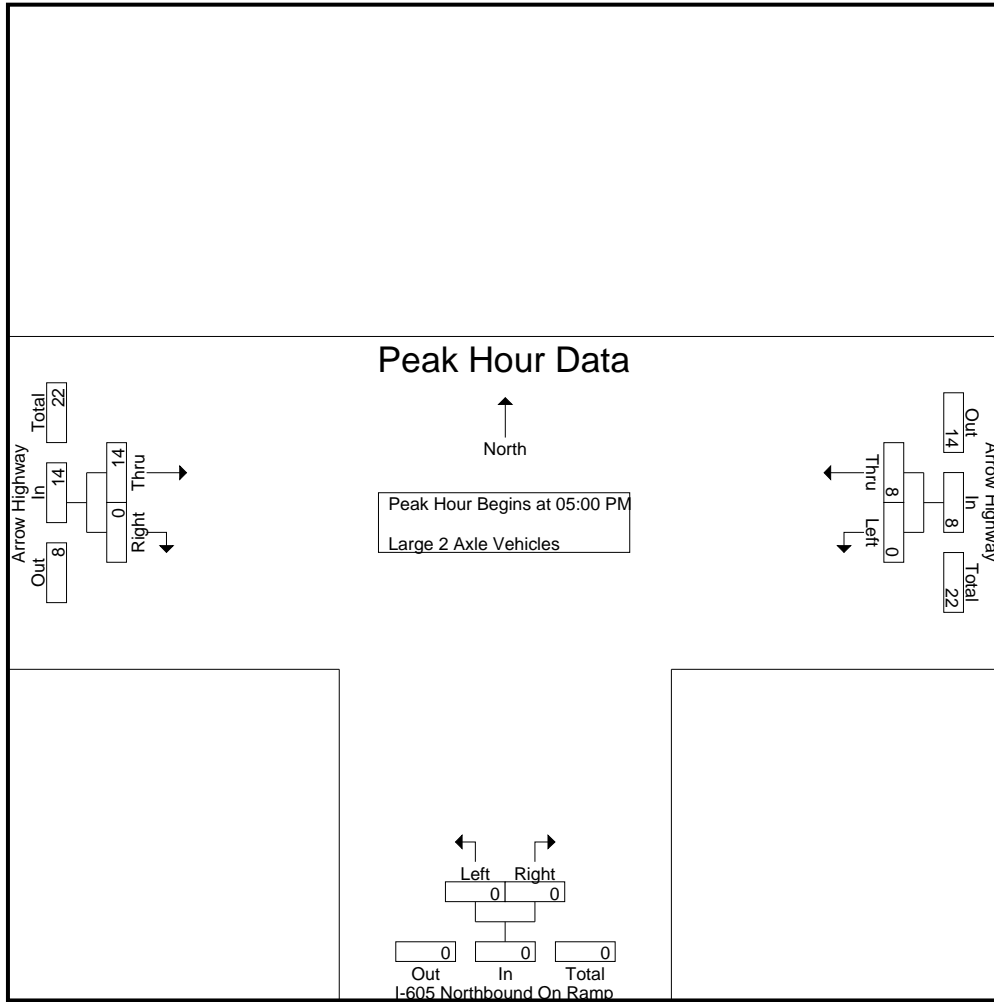 Peak Hour Data
North
Peak Hour Begins at 05:00 PM
Large 2 Axle Vehicles
Arrow Highway
Out
In
Total
8
14
22
Right
Thru
0
14
Arrow Highway
Out
In
Total
14
8
22
Thru
Left
8
0
Left
Right
0
0
0
0
0
Out
In
Total
I-605 Northbound On Ramp